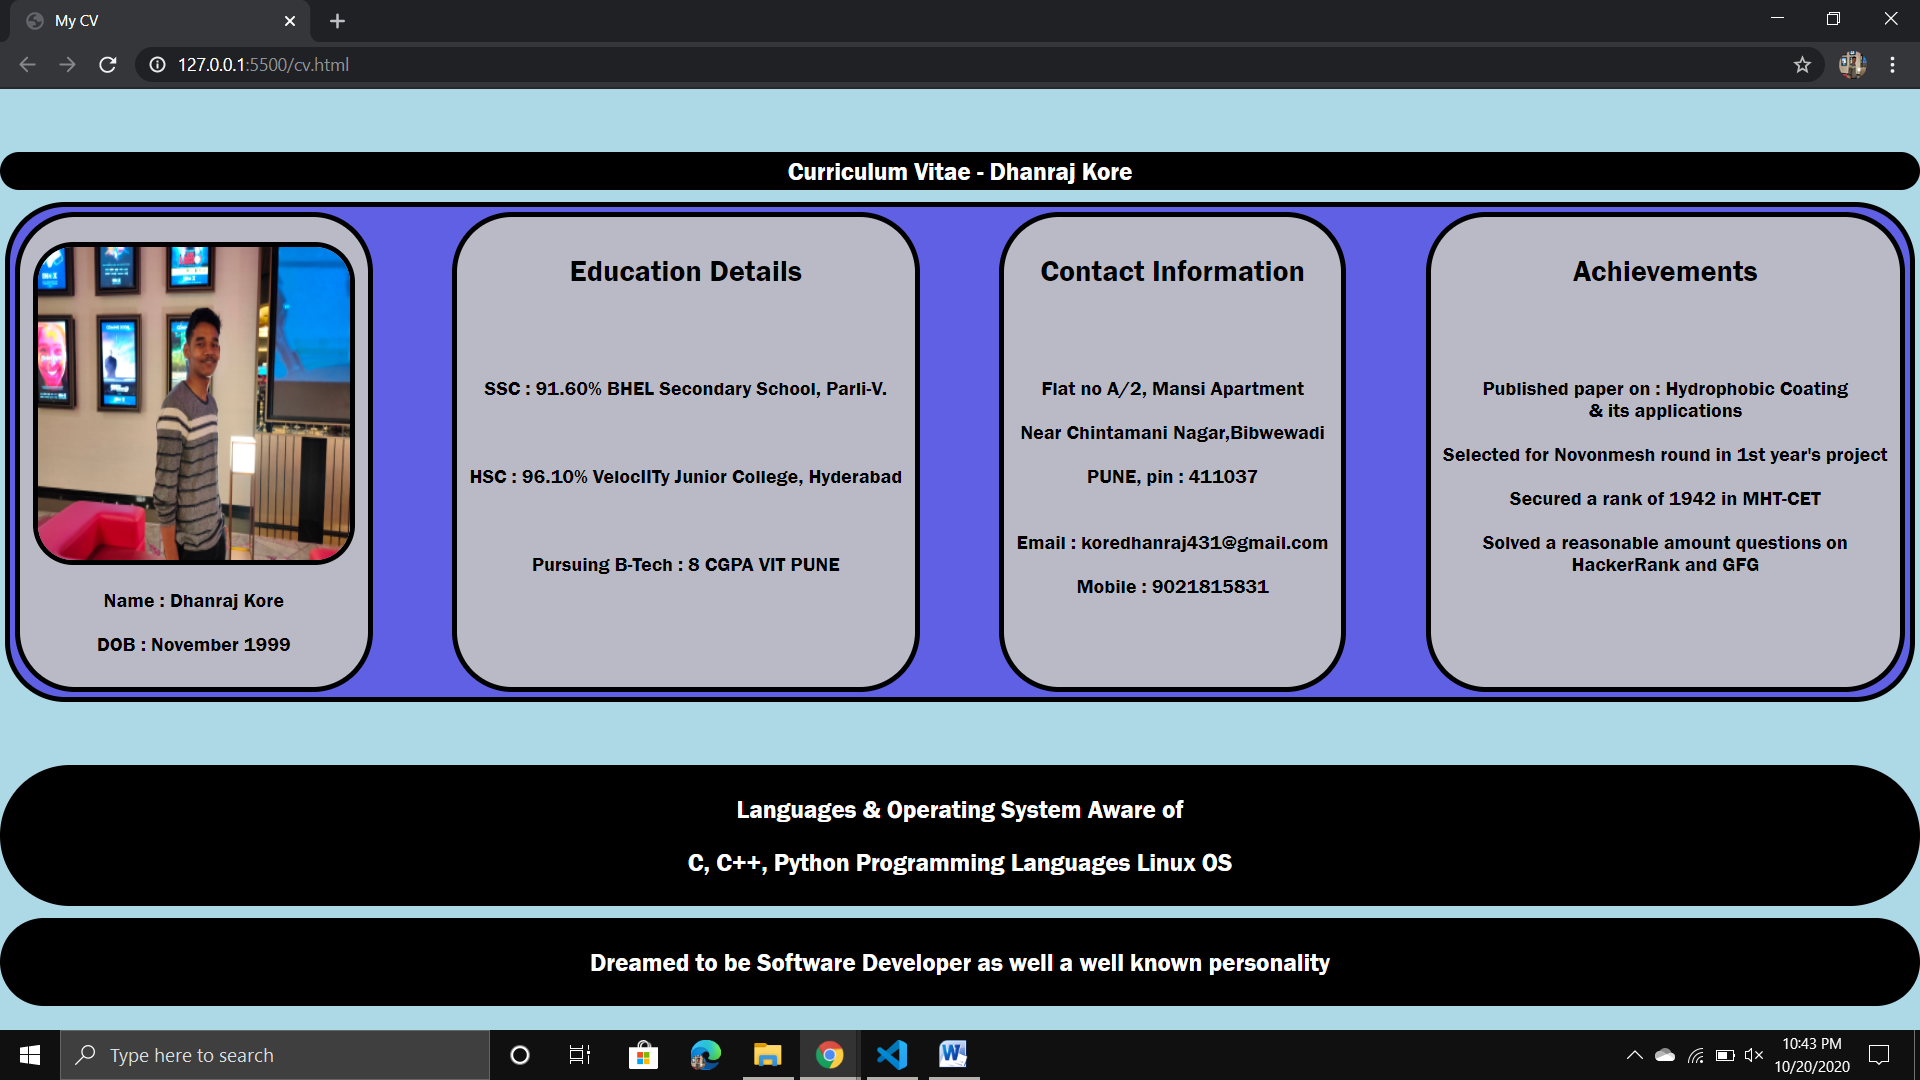 My CV
127.0.0.1:5500/cv.html
Curriculum Vitae - Dhanraj Kore
Name : Dhanraj Kore
DOB : November 1999
Education Details
SSC : 91.60% BHEL Secondary School, Parli-V.
HSC : 96.10% VelocIITy Junior College, Hyderabad
Pursuing B-Tech : 8 CGPA VIT PUNE
Contact Information
Flat no A/2, Mansi Apartment
Near Chintamani Nagar,Bibwewadi
PUNE, pin : 411037
Email : koredhanraj431@gmail.com
Mobile : 9021815831
Achievements
Published paper on : Hydrophobic Coating
& its applications
Selected for Novonmesh round in 1st year's project
Secured a rank of 1942 in MHT-CET
Solved a reasonable amount questions on
HackerRank and GFG
Languages & Operating System Aware of
C, C++, Python Programming Languages Linux OS
Dreamed to be Software Developer as well a well known personality
Type here to search
10:43 PM
10/20/2020